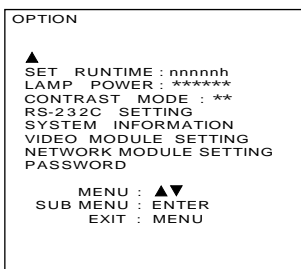 OPTION
▲
SET RUNTIME : nnnnnh
LAMP POWER : ******
CONTRAST MODE : **
RS-232C SETTING
SYSTEM INFORMATION
VIDEO MODULE SETTING
NETWORK MODULE SETTING
PASSWORD
MENU : ▲▼
SUB MENU : ENTER
EXIT : MENU